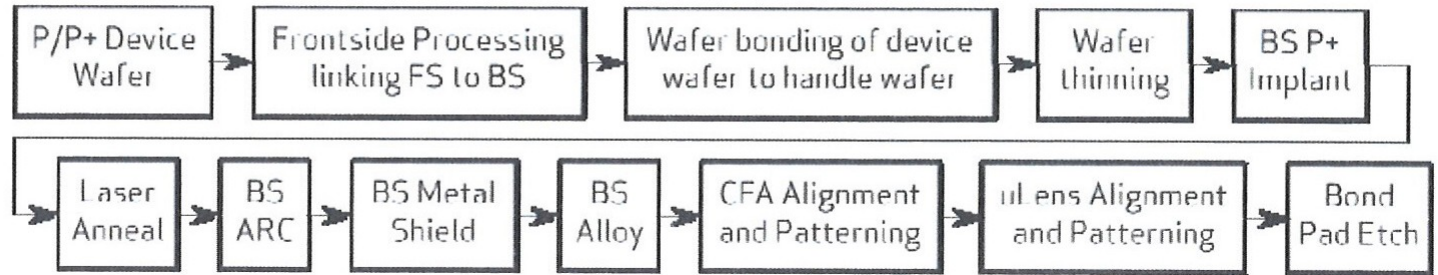 P/P+ Device
Wafer
Frontside Processing
linking FS to BS
Wafer bonding of device
wafer to handle wafer
Wafer
thinning
BS P+
Implant
Laser
Anneal
BS
ARC
BS Metal
Shield
BS
Alloy
CFA Alignment
and Patterning
µLens Alignment
and Patterning
Bond
Pad Etch